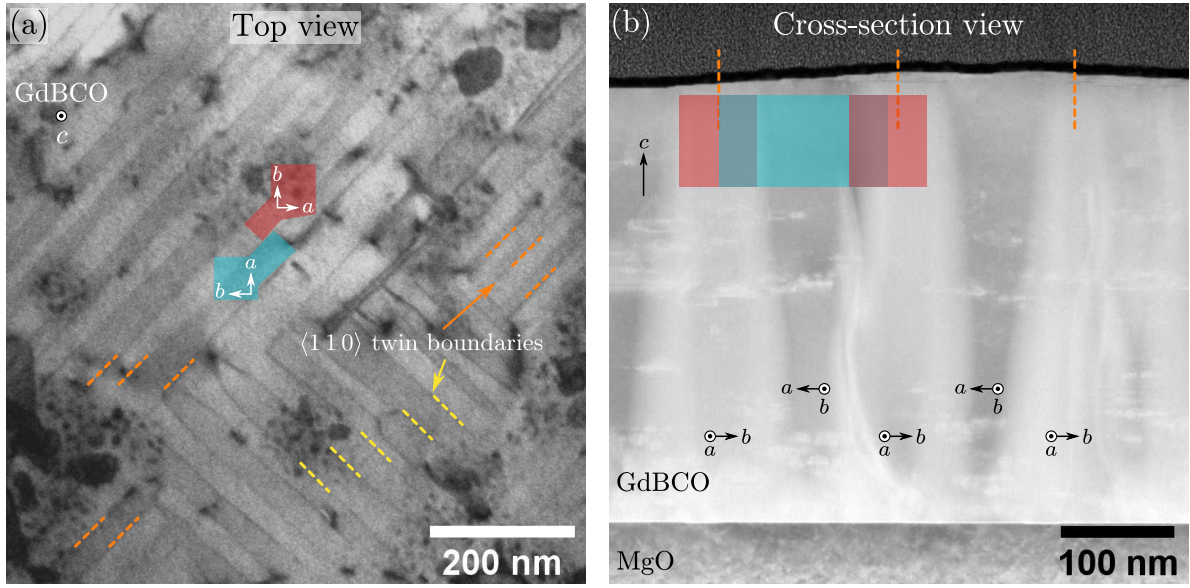 (a)
Top view
GdBCO
c
b
a
a
b
⟨1 1 0⟩ twin boundaries
200 nm
(b)
Cross-section view
c
a
b
a
b
a
b
a
b
a
b
GdBCO
MgO
100 nm